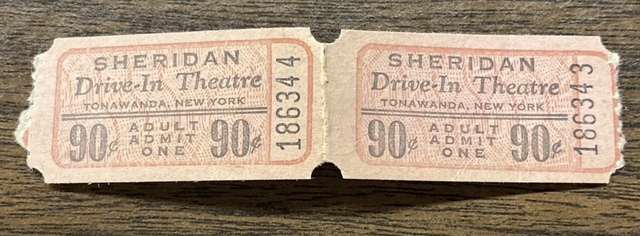 SHERIDAN
Drive-In Theatre
TONAWANDA, NEW YORK
90¢ ADULT ADMIT ONE 90¢
186344
SHERIDAN
Drive-In Theatre
TONAWANDA, NEW YORK
90¢ ADULT ADMIT ONE 90¢
186343